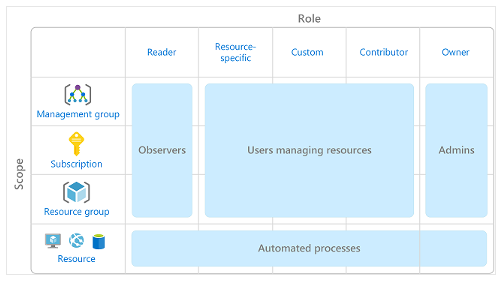 Role
Reader
Resource-
specific
Custom
Contributor
Owner
Scope
Management group
Subscription
Resource group
Resource
Observers
Users managing resources
Admins
Automated processes